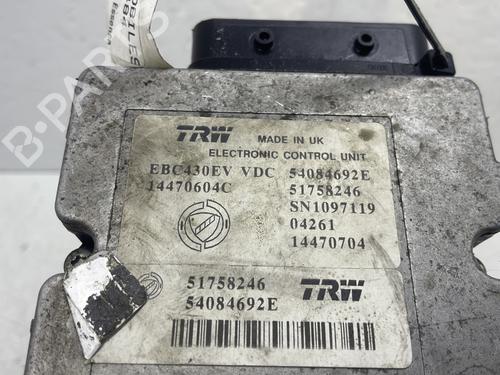 TRW MADE IN UK
ELECTRONIC CONTROL UNIT
EBC430EV VDC 54084692E
14470604C 51758246
SN1097119
04261
14470704
51758246 TRW
54084692E
B-PARTS